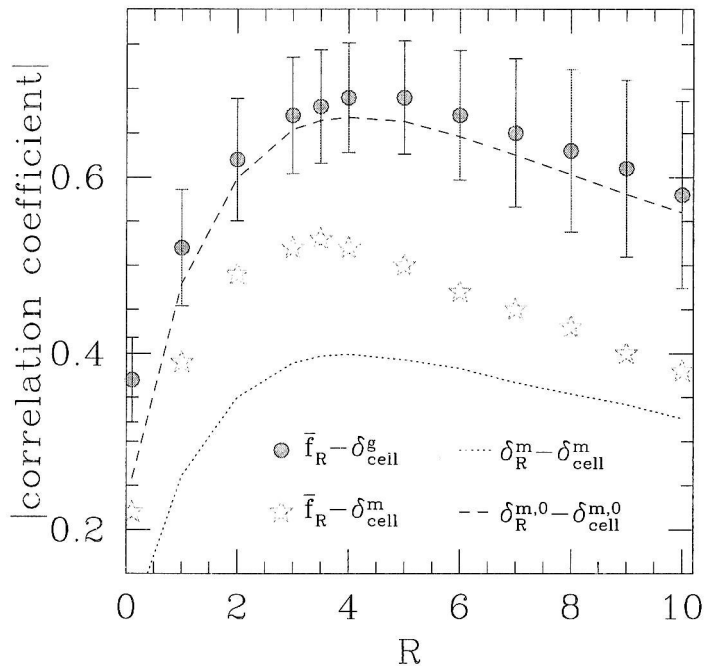 |correlation coefficient|
0.6
0.4
0.2
f̄_R – δ^g_cell
f̄_R – δ^m_cell
δ^m_R – δ^m_cell
δ^{m,0}_R – δ^{m,0}_cell
0 2 4 6 8 10
R